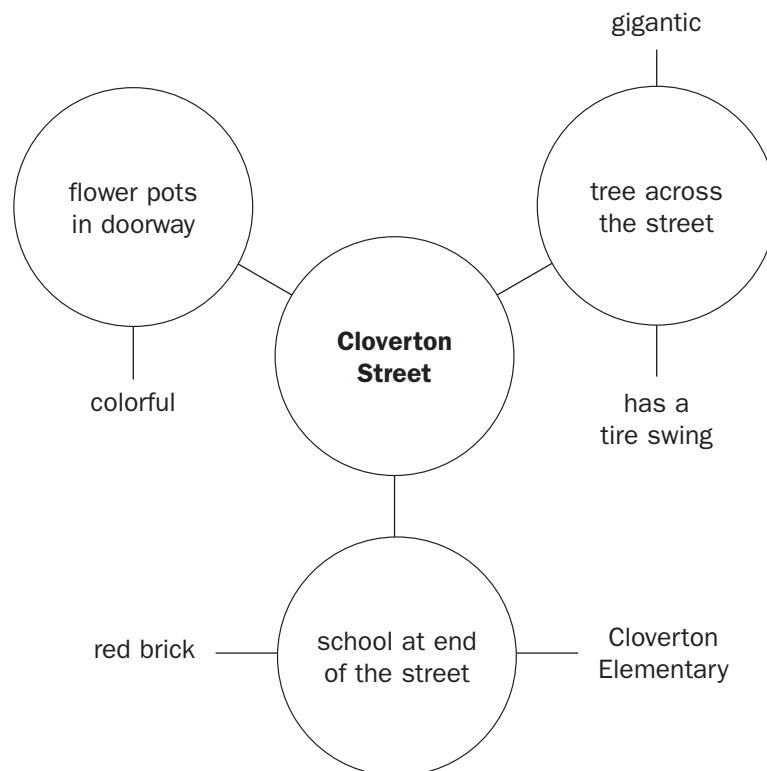 gigantic
flower pots
in doorway
tree across
the street
Cloverton
Street
colorful
has a
tire swing
red brick
school at end
of the street
Cloverton
Elementary